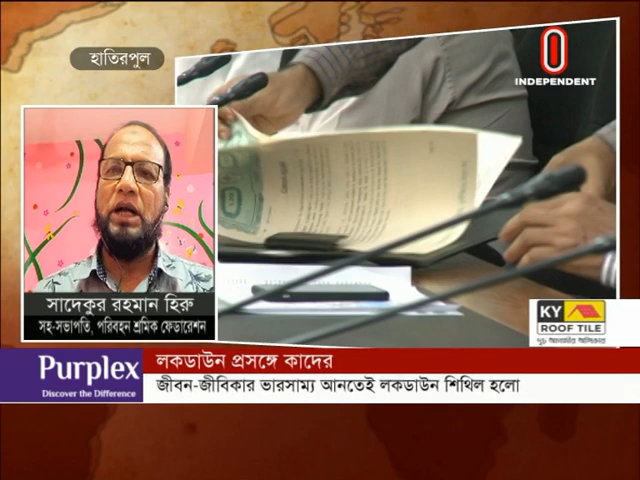 হাতিরপুল
INDEPENDENT
সাদেকুর রহমান হিরু
সহ-সভাপতি, পরিবহন শ্রমিক ফেডারেশন
KY
ROOF TILE
Purplex
Discover the Difference
লকডাউন প্রসঙ্গে কাদের
জীবন-জীবিকার ভারসাম্য আনতেই লকডাউন শিথিল হলো